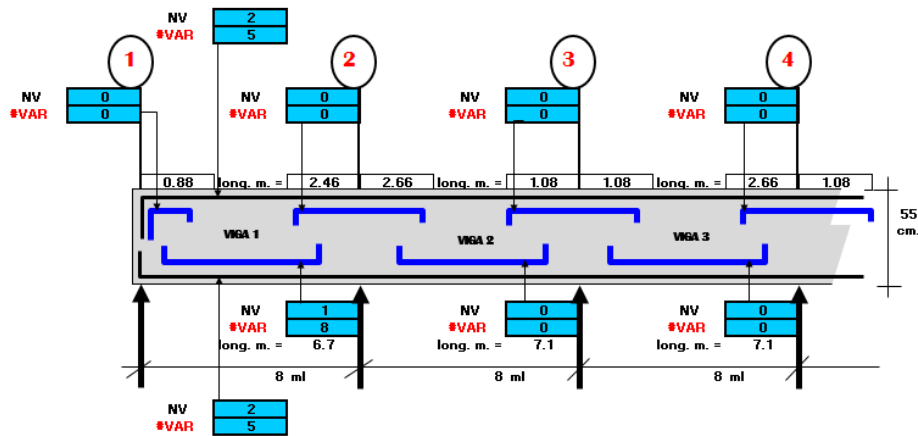 NV 2
#VAR 5
1 2 3 4
NV 0 NV 0 NV 0 NV 0
#VAR 0 #VAR 0 #VAR 0 #VAR 0
0.88 long. m. = 2.46 2.66 long. m. = 1.08 1.08 long. m. = 2.66 1.08
55
cm.
VIGA 1 VIGA 2 VIGA 3
NV 1 NV 0 NV 0
#VAR 8 #VAR 0 #VAR 0
long. m. = 6.7 long. m. = 7.1 long. m. = 7.1
8 ml 8 ml 8 ml
NV 2
#VAR 5